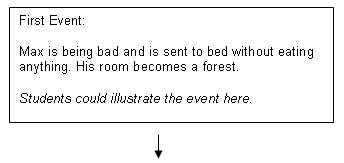 First Event:
Max is being bad and is sent to bed without eating
anything. His room becomes a forest.
Students could illustrate the event here.